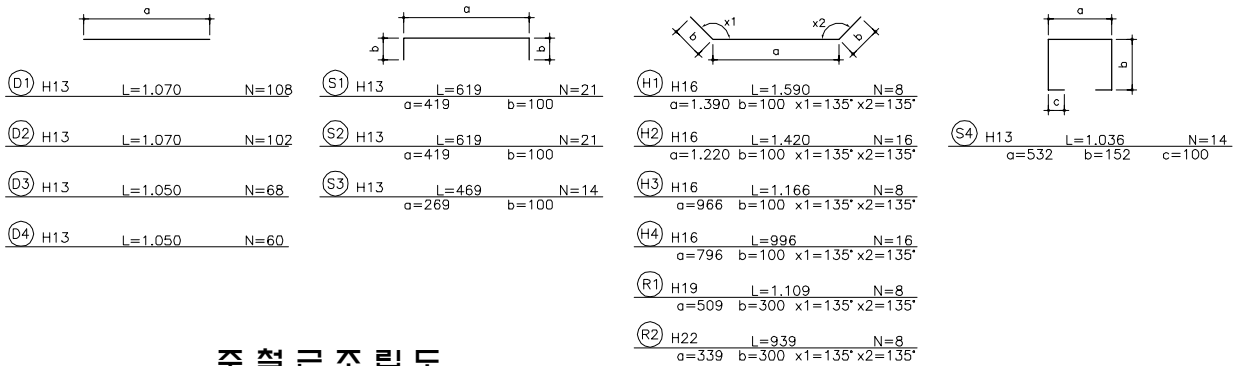 a
D1 H13 L=1.070 N=108
D2 H13 L=1.070 N=102
D3 H13 L=1.050 N=68
D4 H13 L=1.050 N=60
a
b b
S1 H13 L=619 N=21
a=419 b=100
S2 H13 L=619 N=21
a=419 b=100
S3 H13 L=469 N=14
a=269 b=100
x1 x2
b b
a
H1 H16 L=1.590 N=8
a=1.390 b=100 x1=135° x2=135°
H2 H16 L=1.420 N=16
a=1.220 b=100 x1=135° x2=135°
H3 H16 L=1.166 N=8
a=966 b=100 x1=135° x2=135°
H4 H16 L=996 N=16
a=796 b=100 x1=135° x2=135°
R1 H19 L=1.109 N=8
a=509 b=300 x1=135° x2=135°
R2 H22 L=939 N=8
a=339 b=300 x1=135° x2=135°
a
b
c
S4 H13 L=1.036 N=14
a=532 b=152 c=100